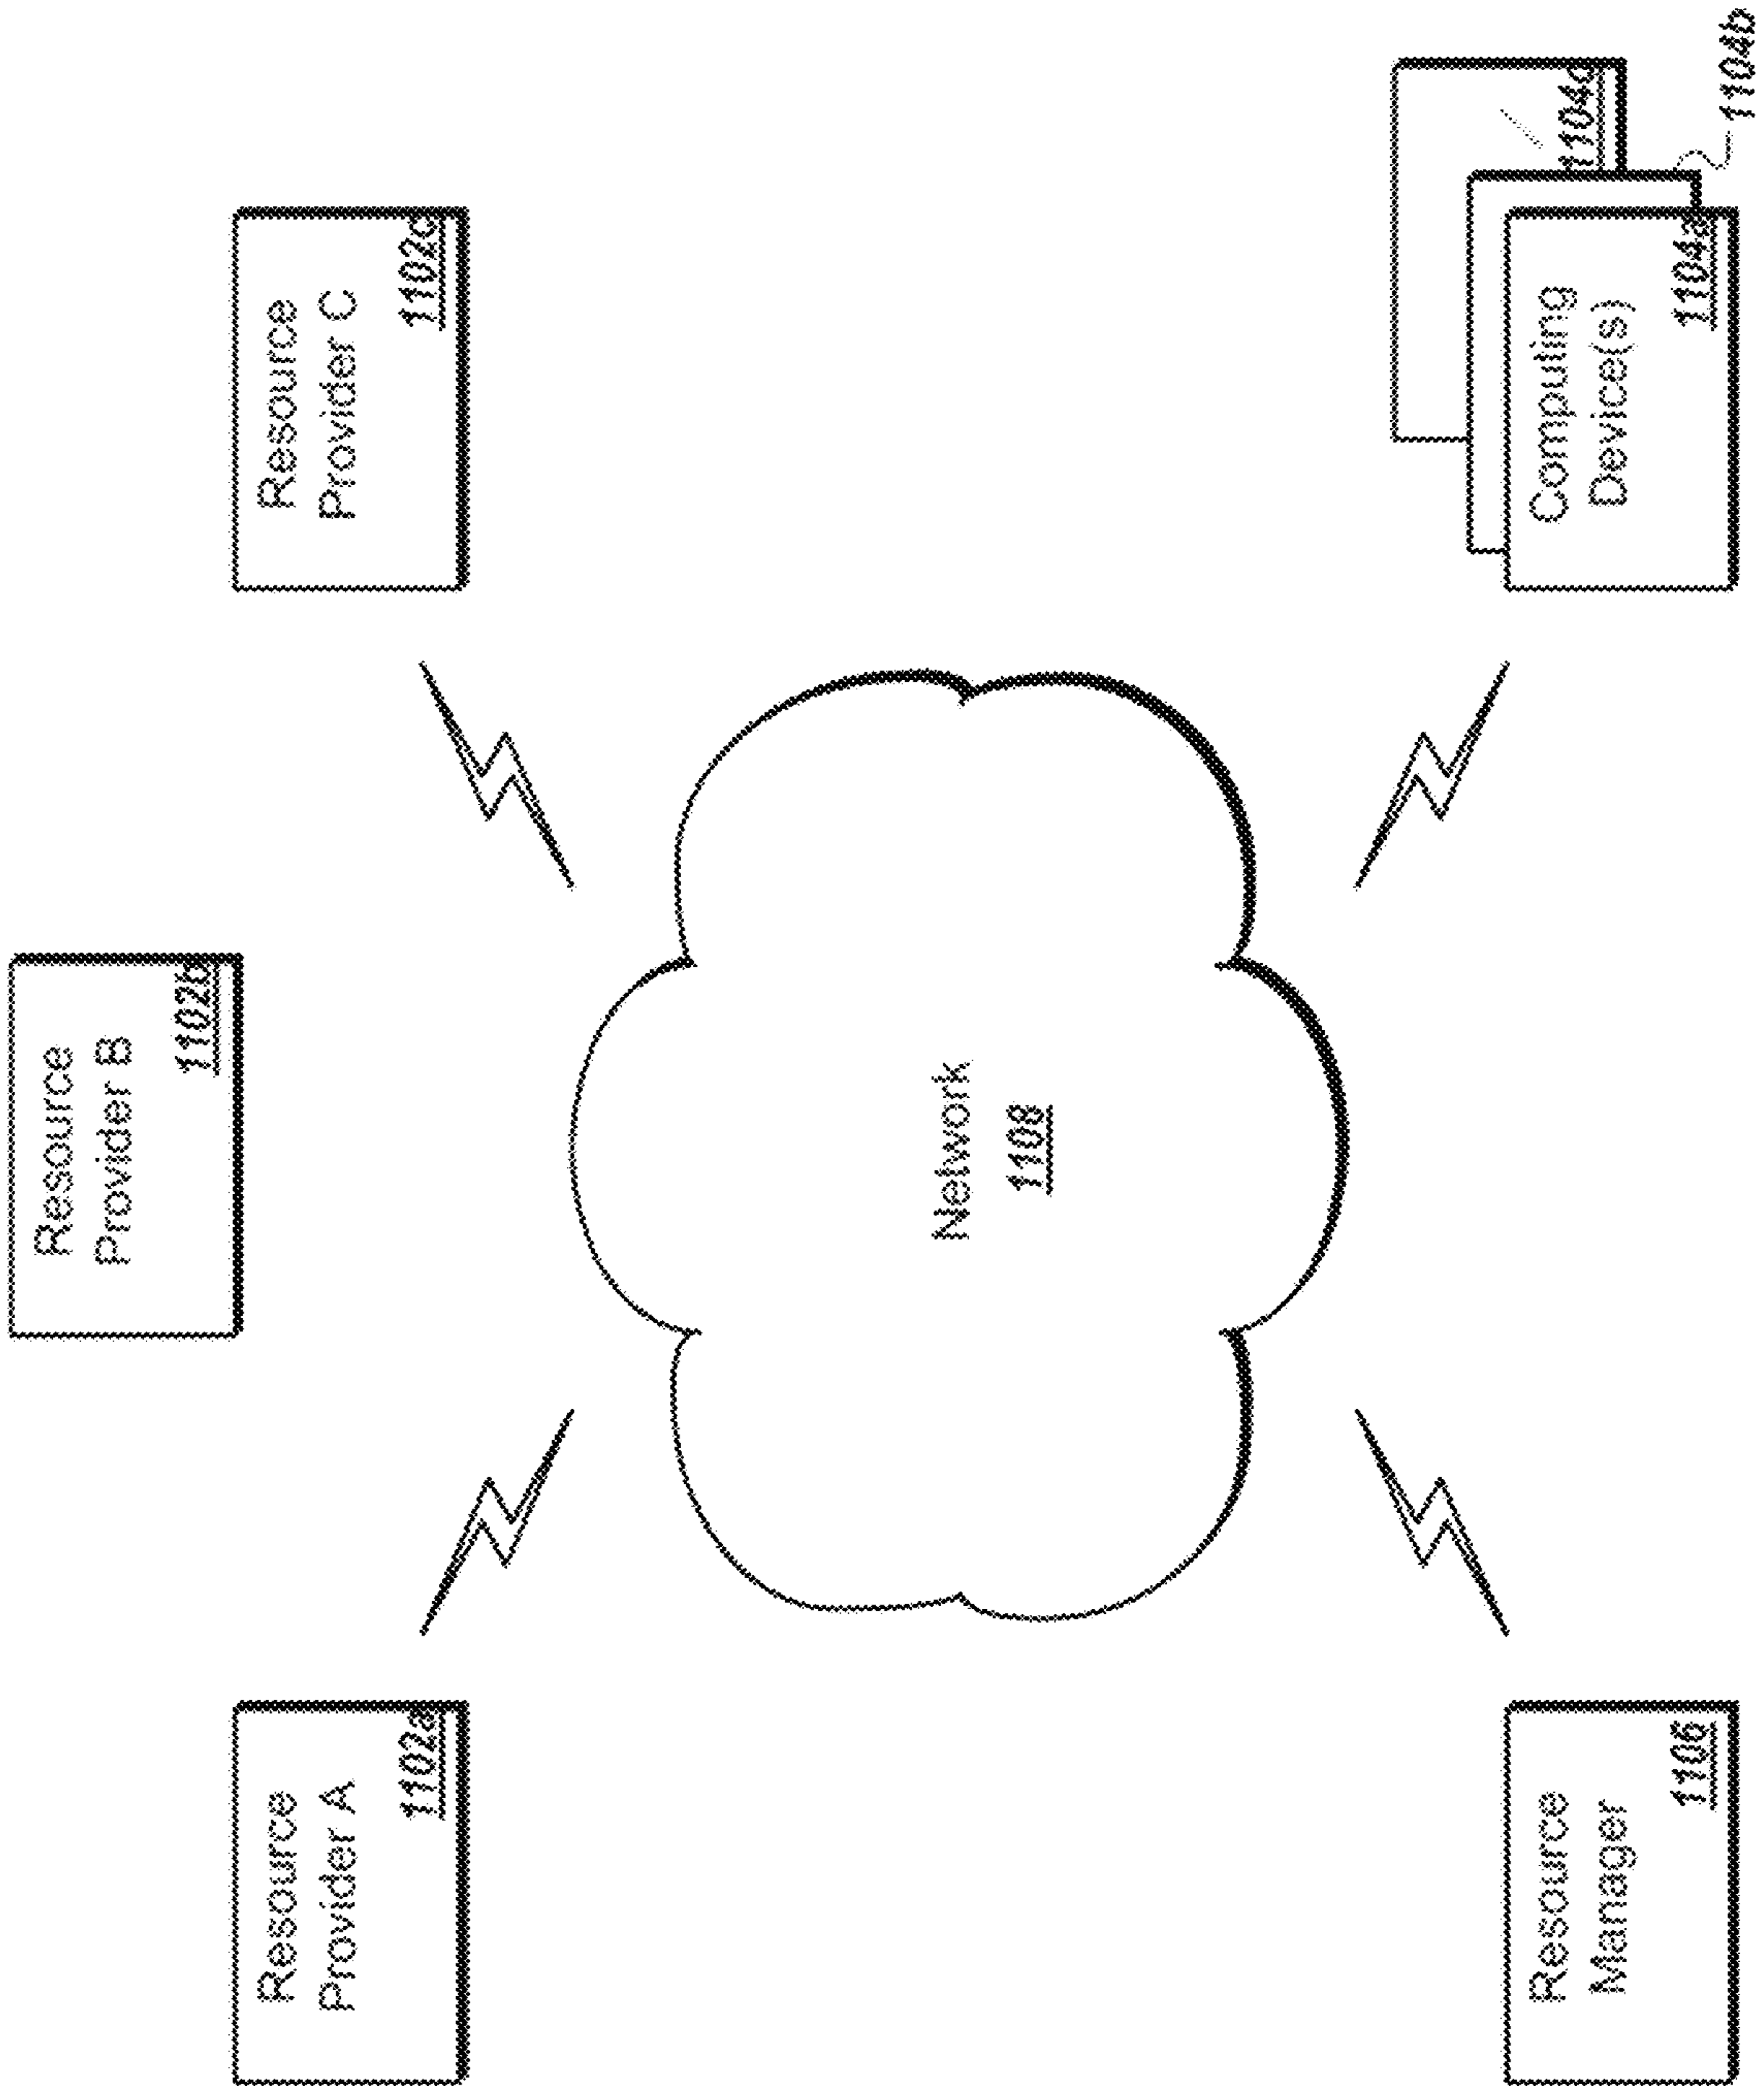 Resource
Provider B
1102b
Resource
Provider A
1102a
Resource
Provider C
1102c
Network
1108
Resource
Manager
1106
Computing
Device(s)
1104a
1104b
1104c